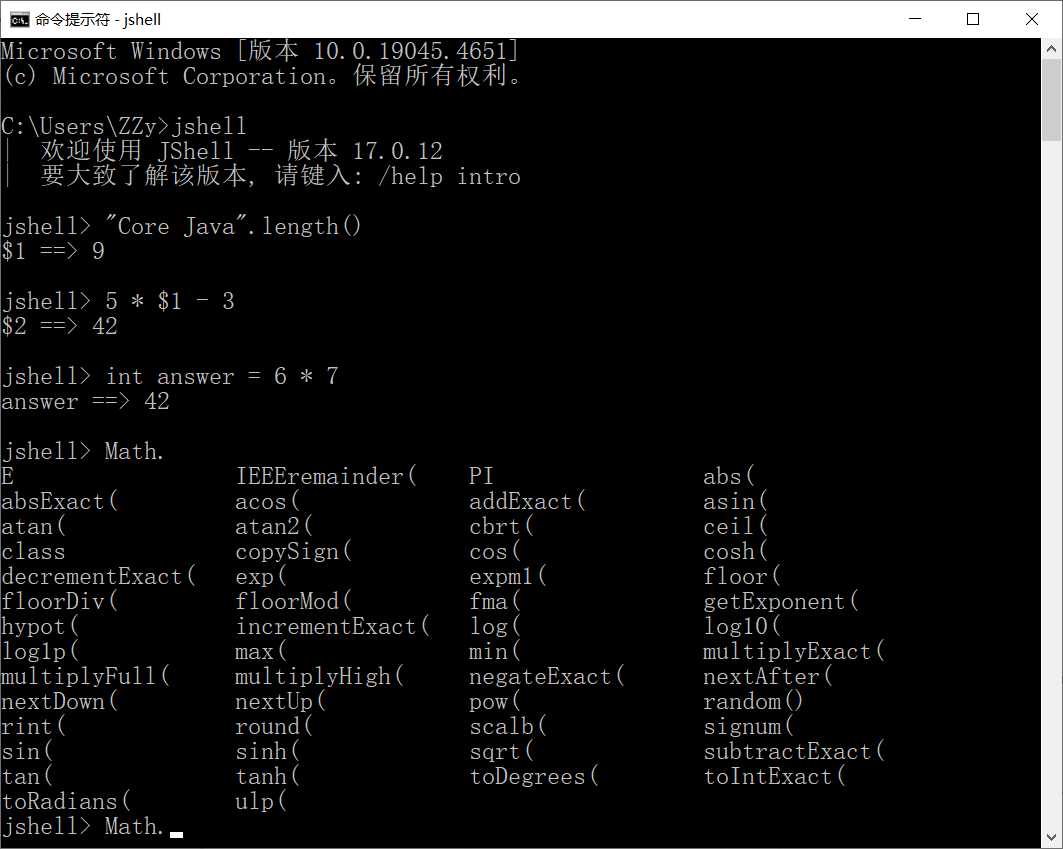 命令提示符 - jshell
Microsoft Windows [版本 10.0.19045.4651]
(c) Microsoft Corporation。保留所有权利。
C:\Users\ZZy>jshell
|  欢迎使用 JShell -- 版本 17.0.12
|  要大致了解该版本, 请键入: /help intro
jshell> "Core Java".length()
$1 ==> 9
jshell> 5 * $1 - 3
$2 ==> 42
jshell> int answer = 6 * 7
answer ==> 42
jshell> Math.
E                 IEEEremainder(    PI                abs(
absExact(         acos(             addExact(         asin(
atan(             atan2(            cbrt(             ceil(
class             copySign(         cos(              cosh(
decrementExact(   exp(              expm1(            floor(
floorDiv(         floorMod(         fma(              getExponent(
hypot(            incrementExact(   log(              log10(
log1p(            max(              min(              multiplyExact(
multiplyFull(     multiplyHigh(     negateExact(      nextAfter(
nextDown(         nextUp(           pow(              random()
rint(             round(            scalb(            signum(
sin(              sinh(             sqrt(             subtractExact(
tan(              tanh(             toDegrees(        toIntExact(
toRadians(        ulp(
jshell> Math.